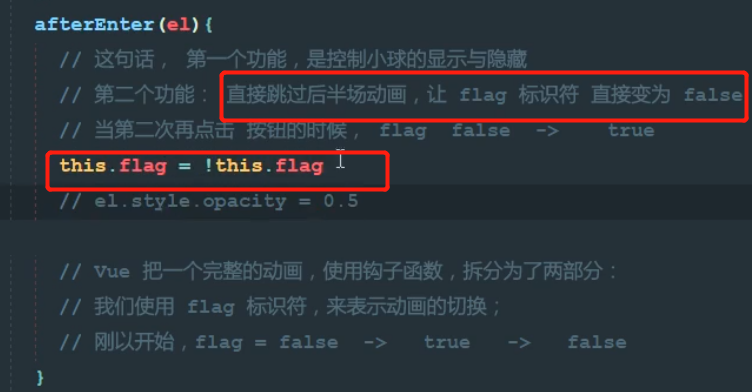 afterEnter(el){
// 这句话， 第一个功能，是控制小球的显示与隐藏
// 第二个功能： 直接跳过后半场动画，让 flag 标识符 直接变为 false
// 当第二次再点击 按钮的时候， flag false -> true
this.flag = !this.flag
// el.style.opacity = 0.5
// Vue 把一个完整的动画，使用钩子函数，拆分为了两部分：
// 我们使用 flag 标识符，来表示动画的切换；
// 刚以开始，flag = false -> true -> false
}